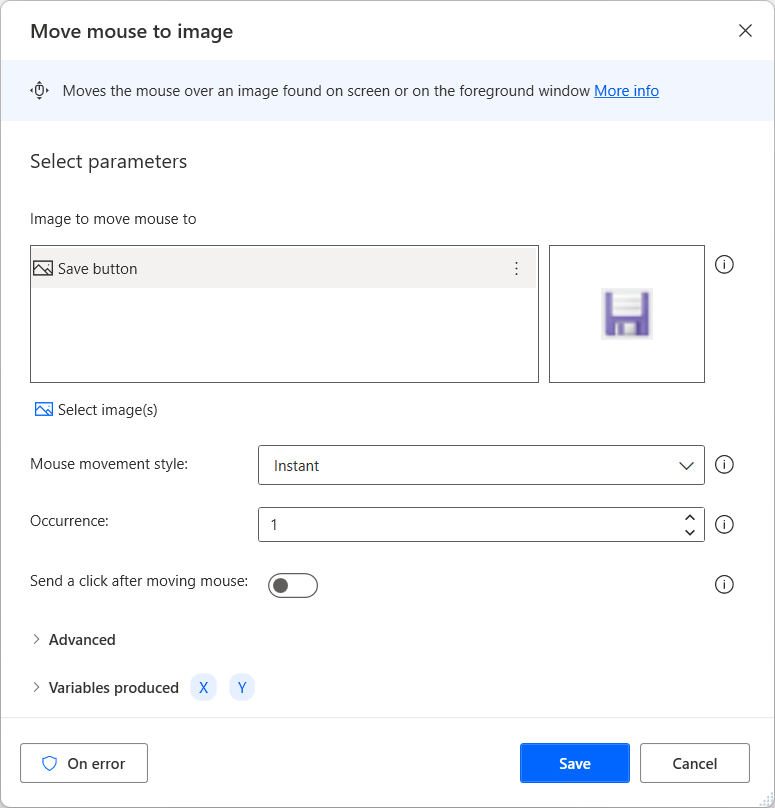 Move mouse to image
Moves the mouse over an image found on screen or on the foreground window More info
Select parameters
Image to move mouse to
Save button
Select image(s)
Mouse movement style:
Instant
Occurrence:
1
Send a click after moving mouse:
Advanced
Variables produced X Y
On error
Save
Cancel